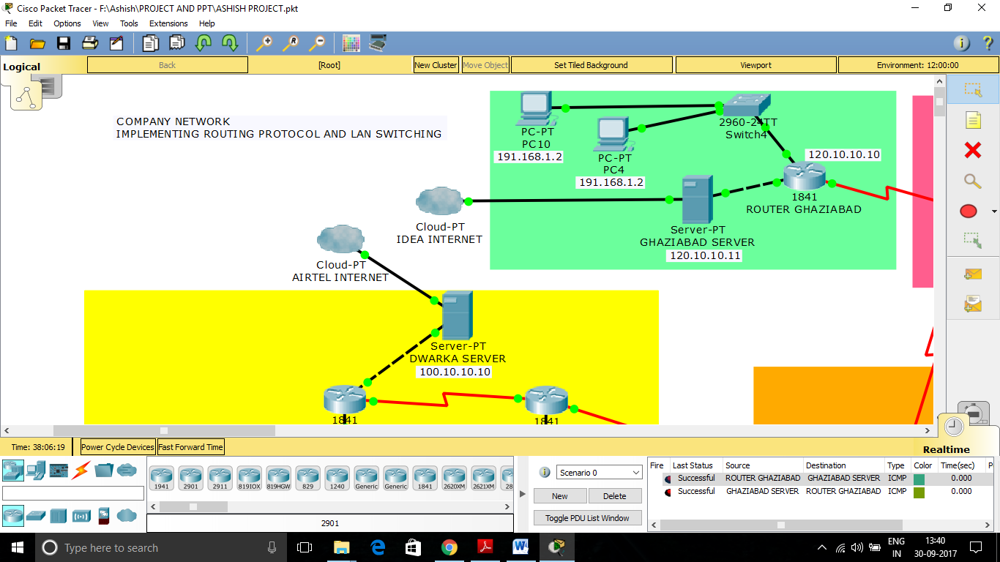 Cisco Packet Tracer - F:\Ashish\PROJECT AND PPT\ASHISH PROJECT.pkt
File Edit Options View Tools Extensions Help
Logical Back [Root] New Cluster Move Object Set Tiled Background Viewport Environment: 12:00:00
COMPANY NETWORK
IMPLEMENTING ROUTING PROTOCOL AND LAN SWITCHING
PC-PT
PC10
191.168.1.2
PC-PT
PC4
191.168.1.2
2960-24TT
Switch4
120.10.10.10
1841
ROUTER GHAZIABAD
Cloud-PT
IDEA INTERNET
Server-PT
GHAZIABAD SERVER
120.10.10.11
Cloud-PT
AIRTEL INTERNET
Server-PT
DWARKA SERVER
100.10.10.10
1841
1841
Time: 38:06:19 Power Cycle Devices Fast Forward Time
Realtime
1941 2901 2911 819IOX 819HGW 829 1240 Generic Generic 1841 2620XM 2621XM 28
2901
Scenario 0
New Delete
Toggle PDU List Window
Fire Last Status Source Destination Type Color Time(sec) P
Successful ROUTER GHAZIABAD GHAZIABAD SERVER ICMP 0.000
Successful GHAZIABAD SERVER ROUTER GHAZIABAD ICMP 0.000
Type here to search
ENG
IN
13:40
30-09-2017